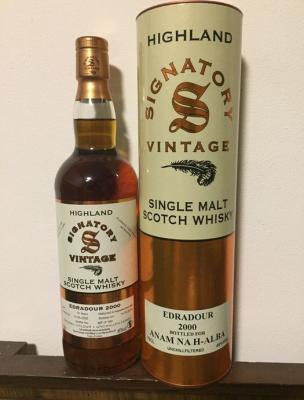 HIGHLAND
SIGNATORY
S
VINTAGE
SINGLE MALT
SCOTCH WHISKY
EDRADOUR 2000
HIGHLAND
SIGNATORY
S
VINTAGE
SINGLE MALT
SCOTCH WHISKY
EDRADOUR
2000
BOTTLED FOR
ANAM NA H-ALBA
UNCHILLFILTERED